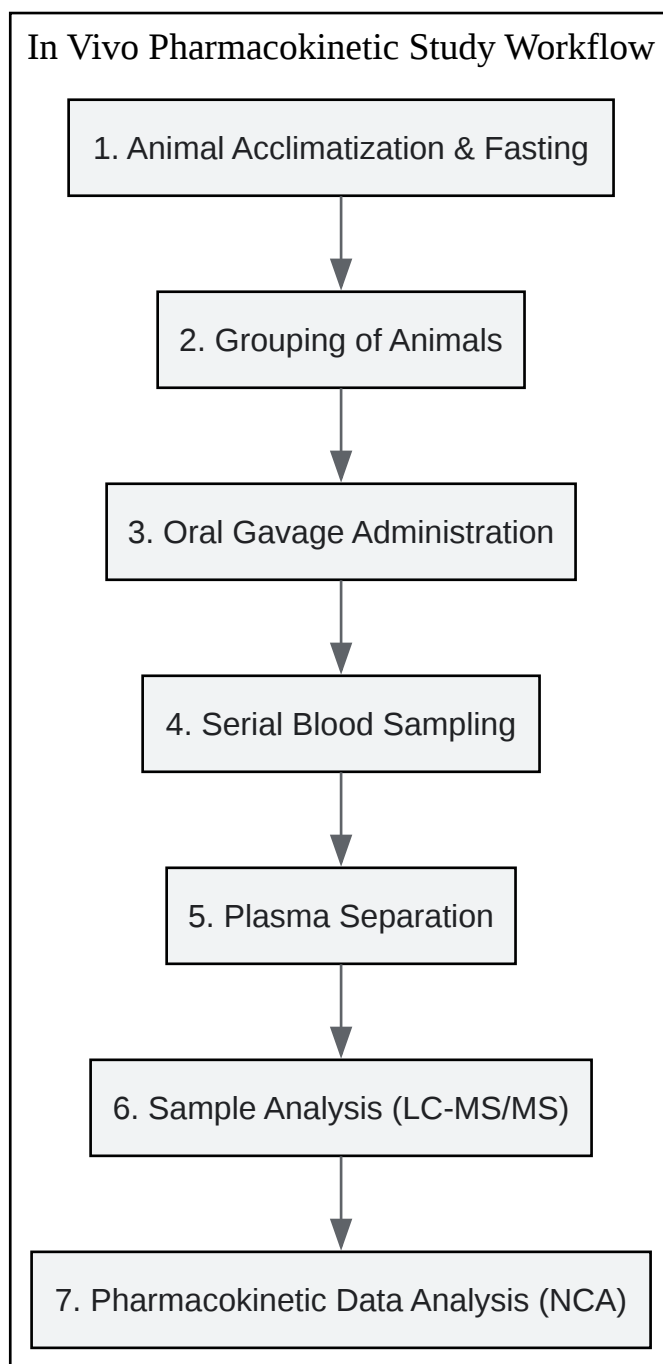 In Vivo Pharmacokinetic Study Workflow
1. Animal Acclimatization & Fasting
2. Grouping of Animals
3. Oral Gavage Administration
4. Serial Blood Sampling
5. Plasma Separation
6. Sample Analysis (LC-MS/MS)
7. Pharmacokinetic Data Analysis (NCA)